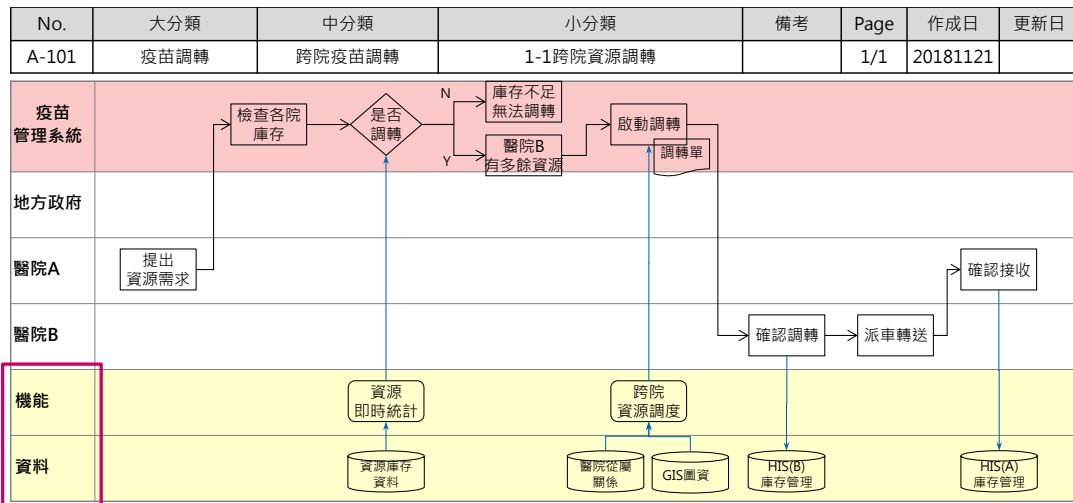 No. 大分類 中分類 小分類 備考 Page 作成日 更新日
A-101 疫苗調轉 跨院疫苗調轉 1-1跨院資源調轉 1/1 20181121
疫苗
管理系統
檢查各院
庫存
是否
調轉
N
Y
庫存不足
無法調轉
醫院B
有多餘資源
啟動調轉
調轉單
地方政府
醫院A
提出
資源需求
確認接收
醫院B
確認調轉
派車轉送
機能
資源
即時統計
跨院
資源調度
資料
資源庫存
資料
醫院從屬
關係
GIS圖資
HIS(B)
庫存管理
HIS(A)
庫存管理